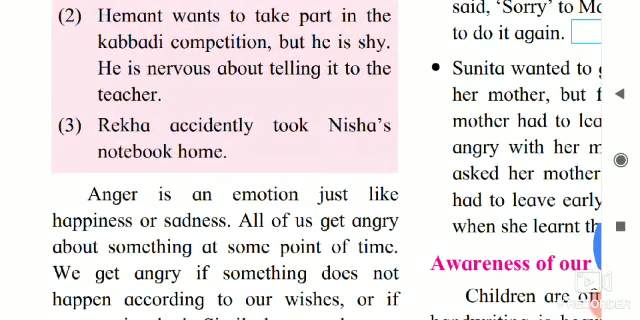 (2) Hemant wants to take part in the
kabbadi competition, but he is shy.
He is nervous about telling it to the
teacher.
(3) Rekha accidently took Nisha's
notebook home.
Anger is an emotion just like
happiness or sadness. All of us get angry
about something at some point of time.
We get angry if something does not
happen according to our wishes, or if
said, 'Sorry' to
to do it again.
• Sunita wanted to
her mother, but
mother had to
angry with her
asked her mother
had to leave early
when she learnt
Awareness of our
Children are
RECORDER